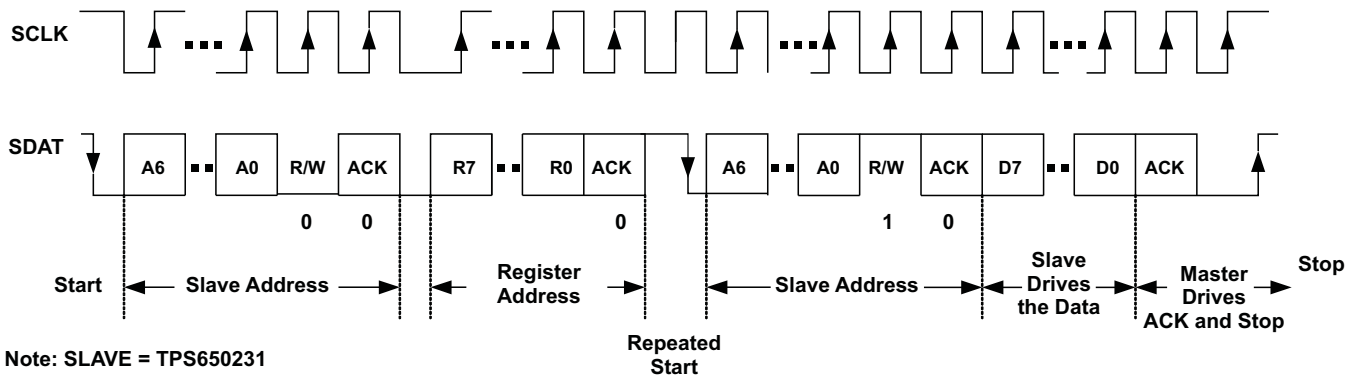 SCLK
SDAT
A6 A0 R/W ACK R7 R0 ACK A6 A0 R/W ACK D7 D0 ACK
0 0 0 1 0
Start
Slave Address
Register
Address
Repeated
Start
Slave Address
Slave
Drives
the Data
Master
Drives
ACK and Stop
Stop
Note: SLAVE = TPS650231